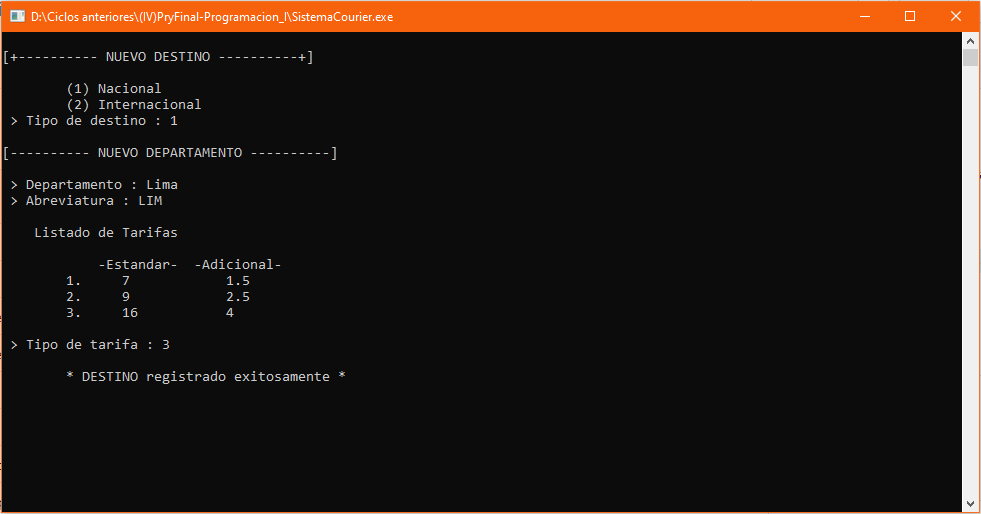 D:\Ciclos anteriores\(IV)PryFinal-Programacion_I\SistemaCourier.exe
[+---------- NUEVO DESTINO ----------+]
(1) Nacional
(2) Internacional
> Tipo de destino : 1
[---------- NUEVO DEPARTAMENTO ----------]
> Departamento : Lima
> Abreviatura : LIM
Listado de Tarifas
-Estandar- -Adicional-
1. 7 1.5
2. 9 2.5
3. 16 4
> Tipo de tarifa : 3
* DESTINO registrado exitosamente *